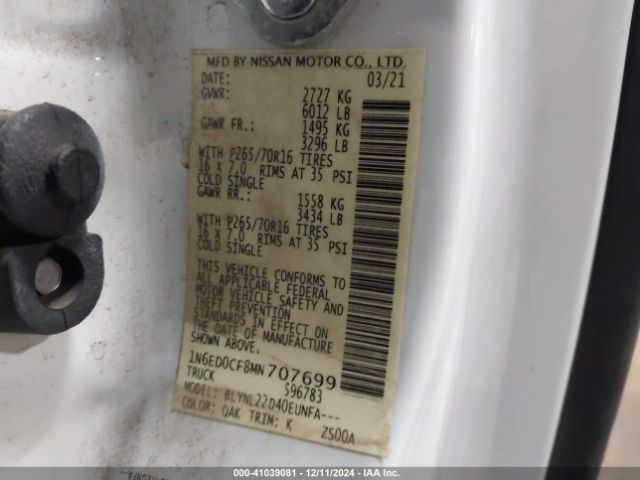 MFD BY NISSAN MOTOR CO., LTD.
DATE: 03/21
GVWR: 2727 KG
6012 LB
GAWR FR.: 1495 KG
3296 LB
WITH P265/70R16 TIRES
16 X 7.0 RIMS AT 35 PSI
COLD SINGLE
GAWR RR.: 1558 KG
3434 LB
WITH P265/70R16 TIRES
16 X 7.0 RIMS AT 35 PSI
COLD SINGLE
THIS VEHICLE CONFORMS TO
ALL APPLICABLE FEDERAL
MOTOR VEHICLE SAFETY AND
THEFT PREVENTION
STANDARDS IN EFFECT ON
THE DATE OF MANUFACTURE
SHOWN ABOVE.
1N6ED0CF8MN707699
TRUCK 596783
MODEL: BLYNL22D40EUNFA---
COLOR: QAK TRIM: K ZS00A
000-41039081 - 12/11/2024 - IAA Inc.